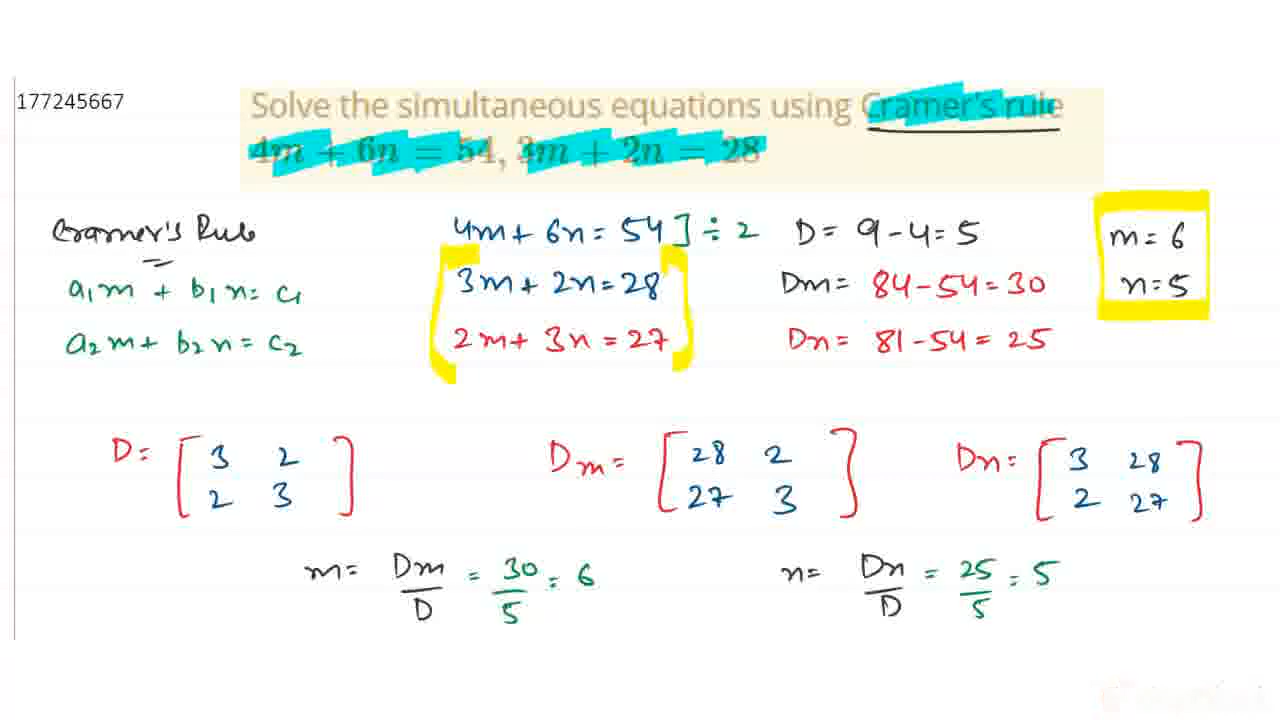 177245667
Solve the simultaneous equations using Cramer's rule
4m + 6n = 54, 3m + 2n = 28
Cramer's Rule
a₁m + b₁n = c₁
a₂m + b₂n = c₂
4m + 6n = 54] ÷ 2
3m + 2n = 28
2m + 3n = 27
D = 9 - 4 = 5
Dm = 84 - 54 = 30
Dn = 81 - 54 = 25
m = 6
n = 5
D = [3 2
2 3]
Dm = [28 2
27 3]
Dn = [3 28
2 27]
m = Dm/D = 30/5 = 6
n = Dn/D = 25/5 = 5